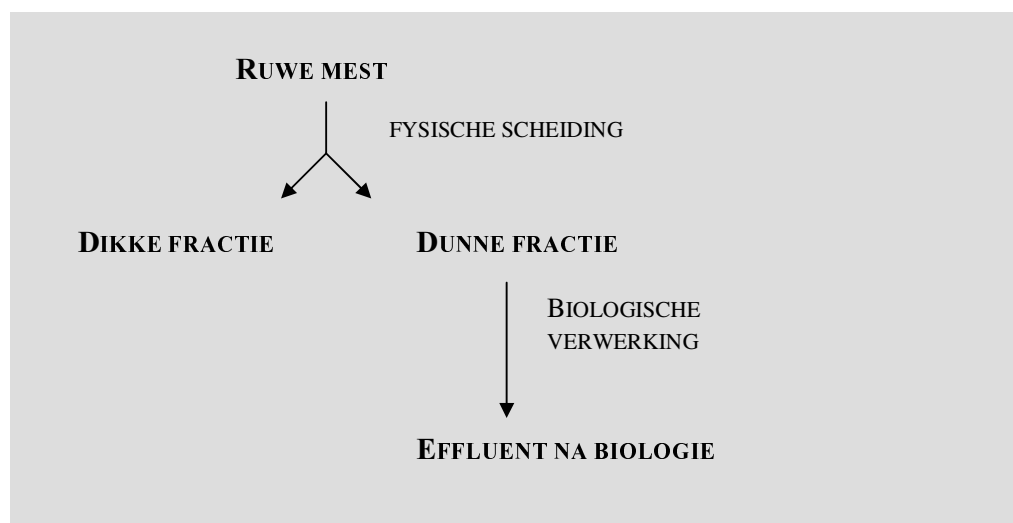 RUWE MEST
FYSISCHE SCHEIDING
DIKKE FRACTIE
DUNNE FRACTIE
BIOLOGISCHE
VERWERKING
EFFLUENT NA BIOLOGIE